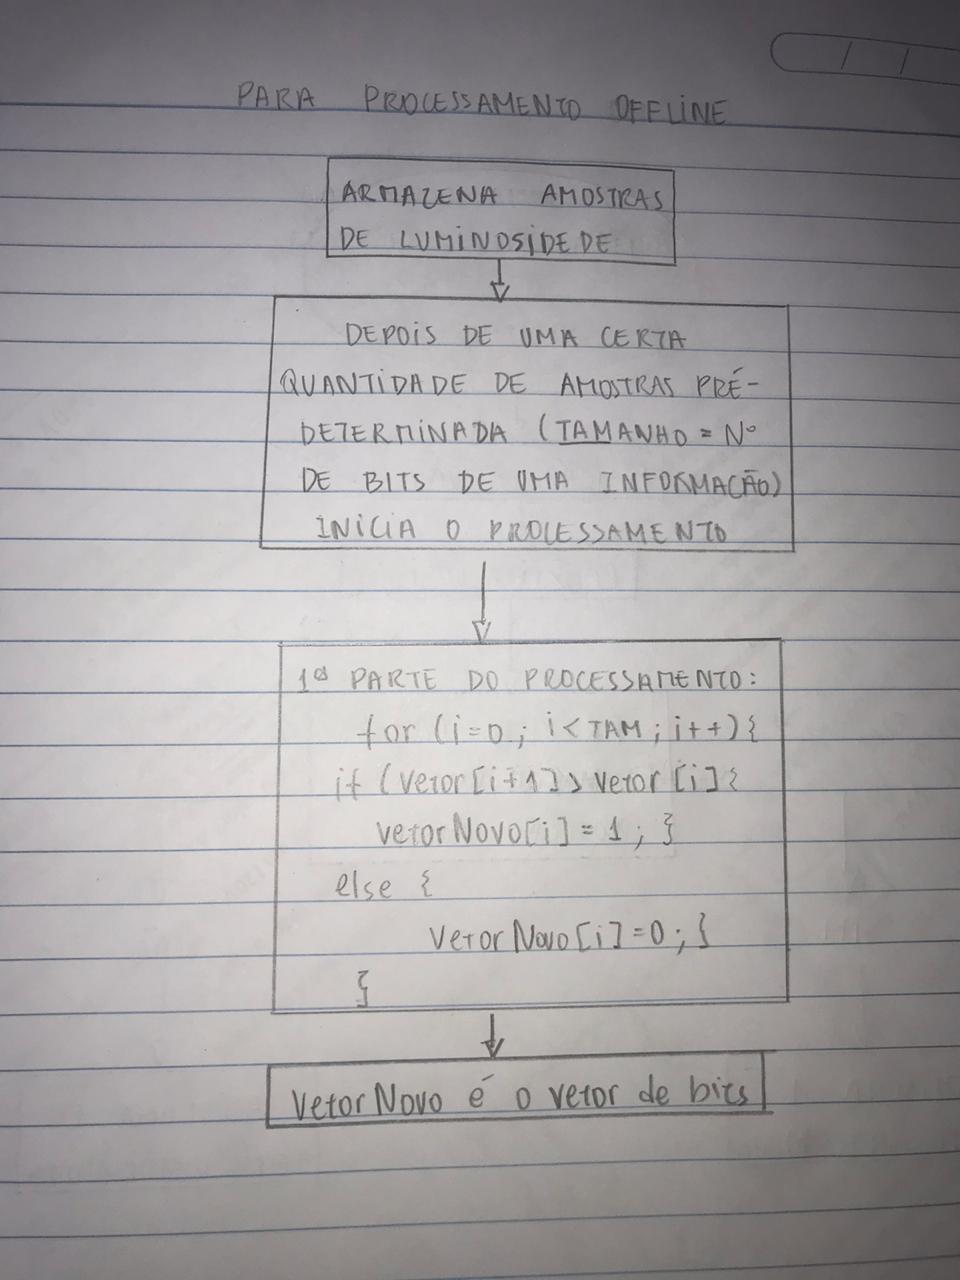 PARA PROCESSAMENTO OFFLINE
ARMAZENA AMOSTRAS
DE LUMINOSIDEDE
DEPOIS DE UMA CERTA
QUANTIDADE DE AMOSTRAS PRÉ-
DETERMINADA (TAMANHO = Nº
DE BITS DE UMA INFORMAÇÃO)
INICIA O PROCESSAMENTO
1ª PARTE DO PROCESSAMENTO:
for (i=0; i<TAM; i++){
if (vetor[i+1]>vetor[i]{
vetorNovo[i]=1; }
else {
vetorNovo[i]=0; }
}
vetorNovo é o vetor de bits